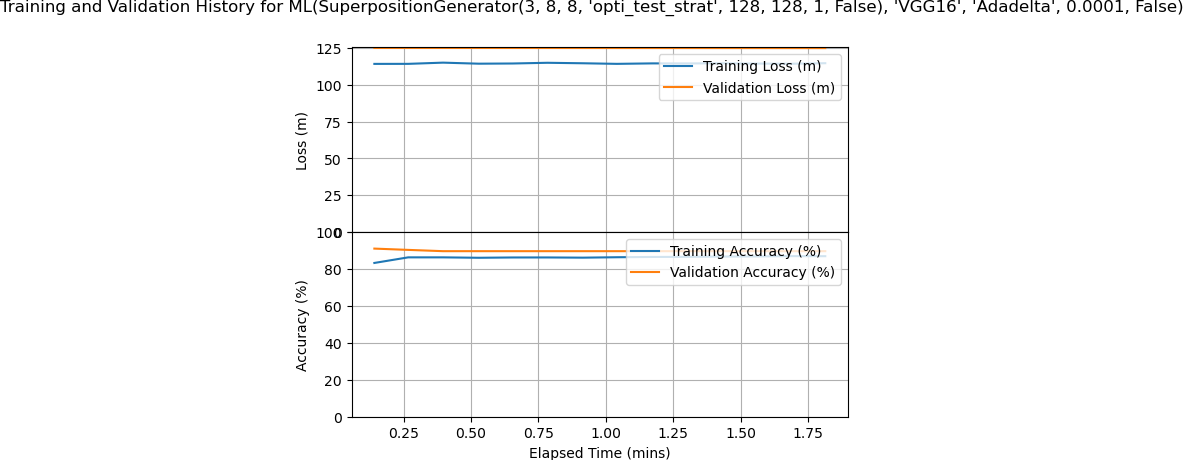 Training and Validation History for ML(SuperpositionGenerator(3, 8, 8, 'opti_test_strat', 128, 128, 1, False), 'VGG16', 'Adadelta', 0.0001, False)
125
100
75
50
25
0
Loss (m)
Training Loss (m)
Validation Loss (m)
100
80
60
40
20
0
Accuracy (%)
Training Accuracy (%)
Validation Accuracy (%)
0.25 0.50 0.75 1.00 1.25 1.50 1.75
Elapsed Time (mins)